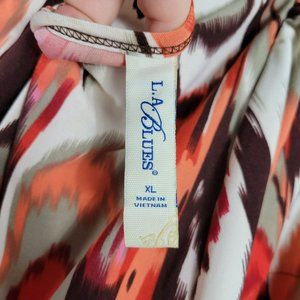 L.A.
BLUES®
XL
MADE IN
VIETNAM